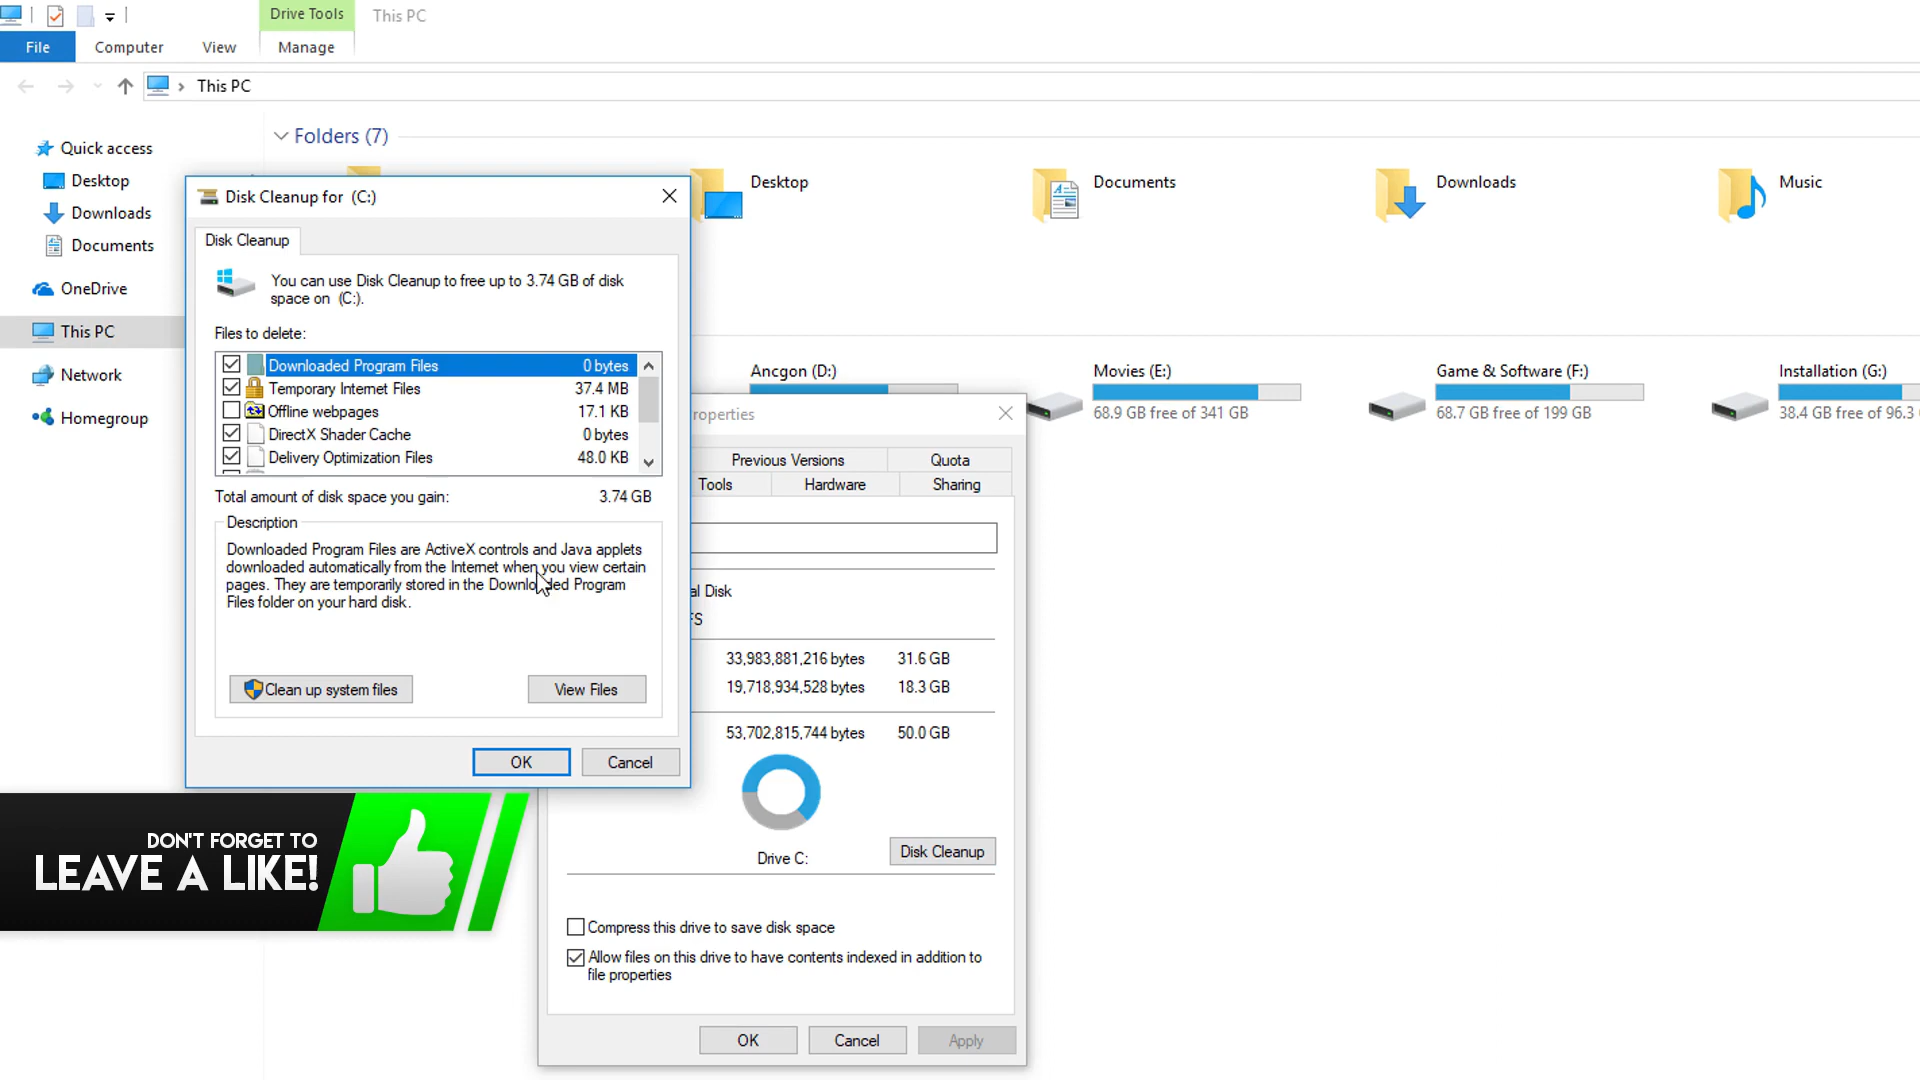 Drive Tools
This PC
File
Computer
View
Manage
This PC
Quick access
Desktop
Downloads
Documents
OneDrive
This PC
Network
Homegroup
Folders (7)
Desktop
Documents
Downloads
Music
Ancgon (D:)
Movies (E:)
68.9 GB free of 341 GB
Game & Software (F:)
68.7 GB free of 199 GB
Installation (G:)
38.4 GB free of 96.3
Disk Cleanup for (C:)
Disk Cleanup
You can use Disk Cleanup to free up to 3.74 GB of disk
space on (C:).
Files to delete:
Downloaded Program Files 0 bytes
Temporary Internet Files 37.4 MB
Offline webpages 17.1 KB
DirectX Shader Cache 0 bytes
Delivery Optimization Files 48.0 KB
Total amount of disk space you gain: 3.74 GB
Description
Downloaded Program Files are ActiveX controls and Java applets
downloaded automatically from the Internet when you view certain
pages. They are temporarily stored in the Downloaded Program
Files folder on your hard disk.
Clean up system files
View Files
OK
Cancel
roperties
Previous Versions
Quota
Tools
Hardware
Sharing
al Disk
FS
33,983,881,216 bytes 31.6 GB
19,718,934,528 bytes 18.3 GB
53,702,815,744 bytes 50.0 GB
Drive C:
Disk Cleanup
Compress this drive to save disk space
Allow files on this drive to have contents indexed in addition to
file properties
OK
Cancel
Apply
DON'T FORGET TO
LEAVE A LIKE!